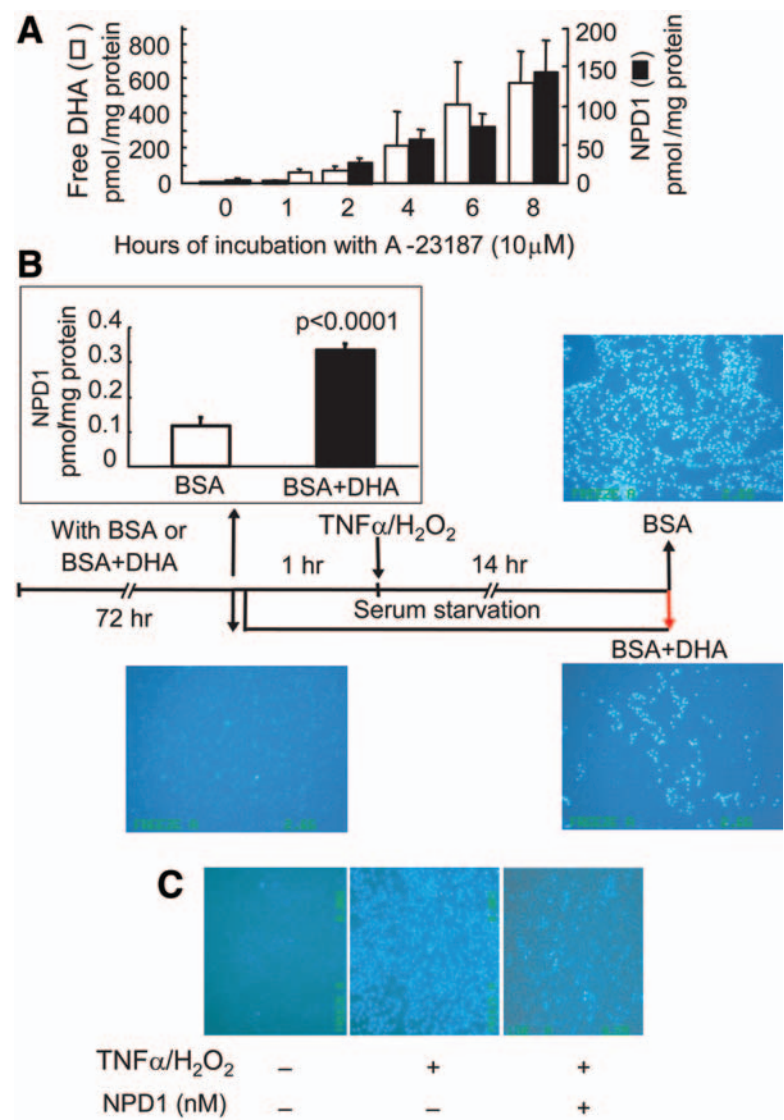 A
Free DHA (□)
pmol/mg protein
800
600
400
200
0
200
150
100
50
0
NPD1 (■)
pmol/mg protein
0 1 2 4 6 8
Hours of incubation with A-23187 (10μM)
B
NPD1
pmol/mg protein
0.4
0.3
0.2
0.1
0
p<0.0001
BSA BSA+DHA
With BSA or
BSA+DHA
TNFα/H₂O₂
BSA
1 hr 14 hr
72 hr
Serum starvation
BSA+DHA
C
TNFα/H₂O₂ – + +
NPD1 (nM) – – +